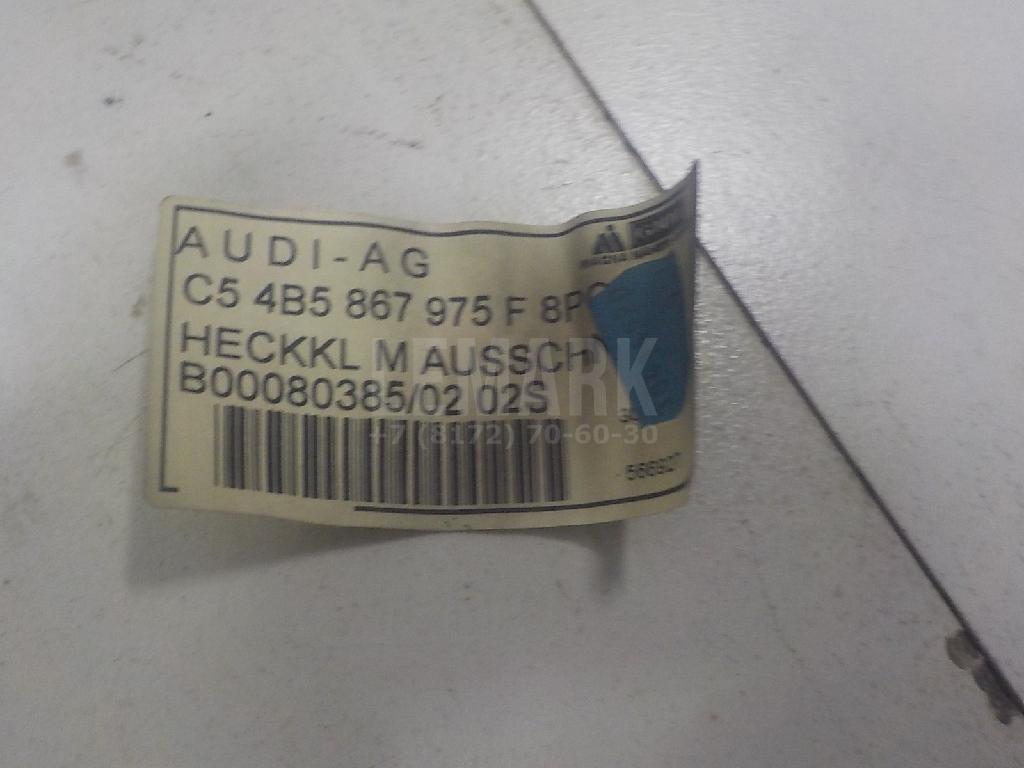 AUDI-AG
C5 4B5 867 975 F 8P
HECKKL M AUSSCH
B00080385/02 02S
+7 (8172) 70-60-30